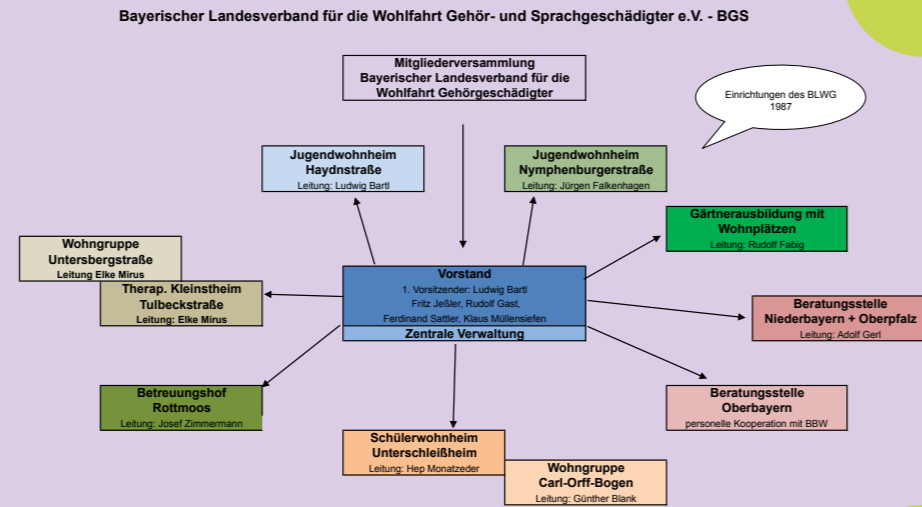 Bayerischer Landesverband für die Wohlfahrt Gehör- und Sprachgeschädigter e.V. - BGS
Mitgliederversammlung
Bayerischer Landesverband für die
Wohlfahrt Gehörgeschädigter
Einrichtungen des BLWG
1987
Jugendwohnheim
Haydnstraße
Leitung: Ludwig Bartl
Jugendwohnheim
Nymphenburgerstraße
Leitung: Jürgen Falkenhagen
Gärtnerausbildung mit
Wohnplätzen
Leitung: Rudolf Fabig
Wohngruppe
Untersbergstraße
Leitung Elke Mirus
Therap. Kleinstheim
Tulbeckstraße
Leitung: Elke Mirus
Vorstand
1. Vorsitzender: Ludwig Bartl
Fritz Jeßler, Rudolf Gast,
Ferdinand Sattler, Klaus Müllensiefen
Zentrale Verwaltung
Beratungsstelle
Niederbayern + Oberpfalz
Leitung: Adolf Gerl
Betreuungshof
Rottmoos
Leitung: Josef Zimmermann
Beratungsstelle
Oberbayern
personelle Kooperation mit BBW
Schülerwohnheim
Unterschleißheim
Leitung: Hep Monatzeder
Wohngruppe
Carl-Orff-Bogen
Leitung: Günther Blank